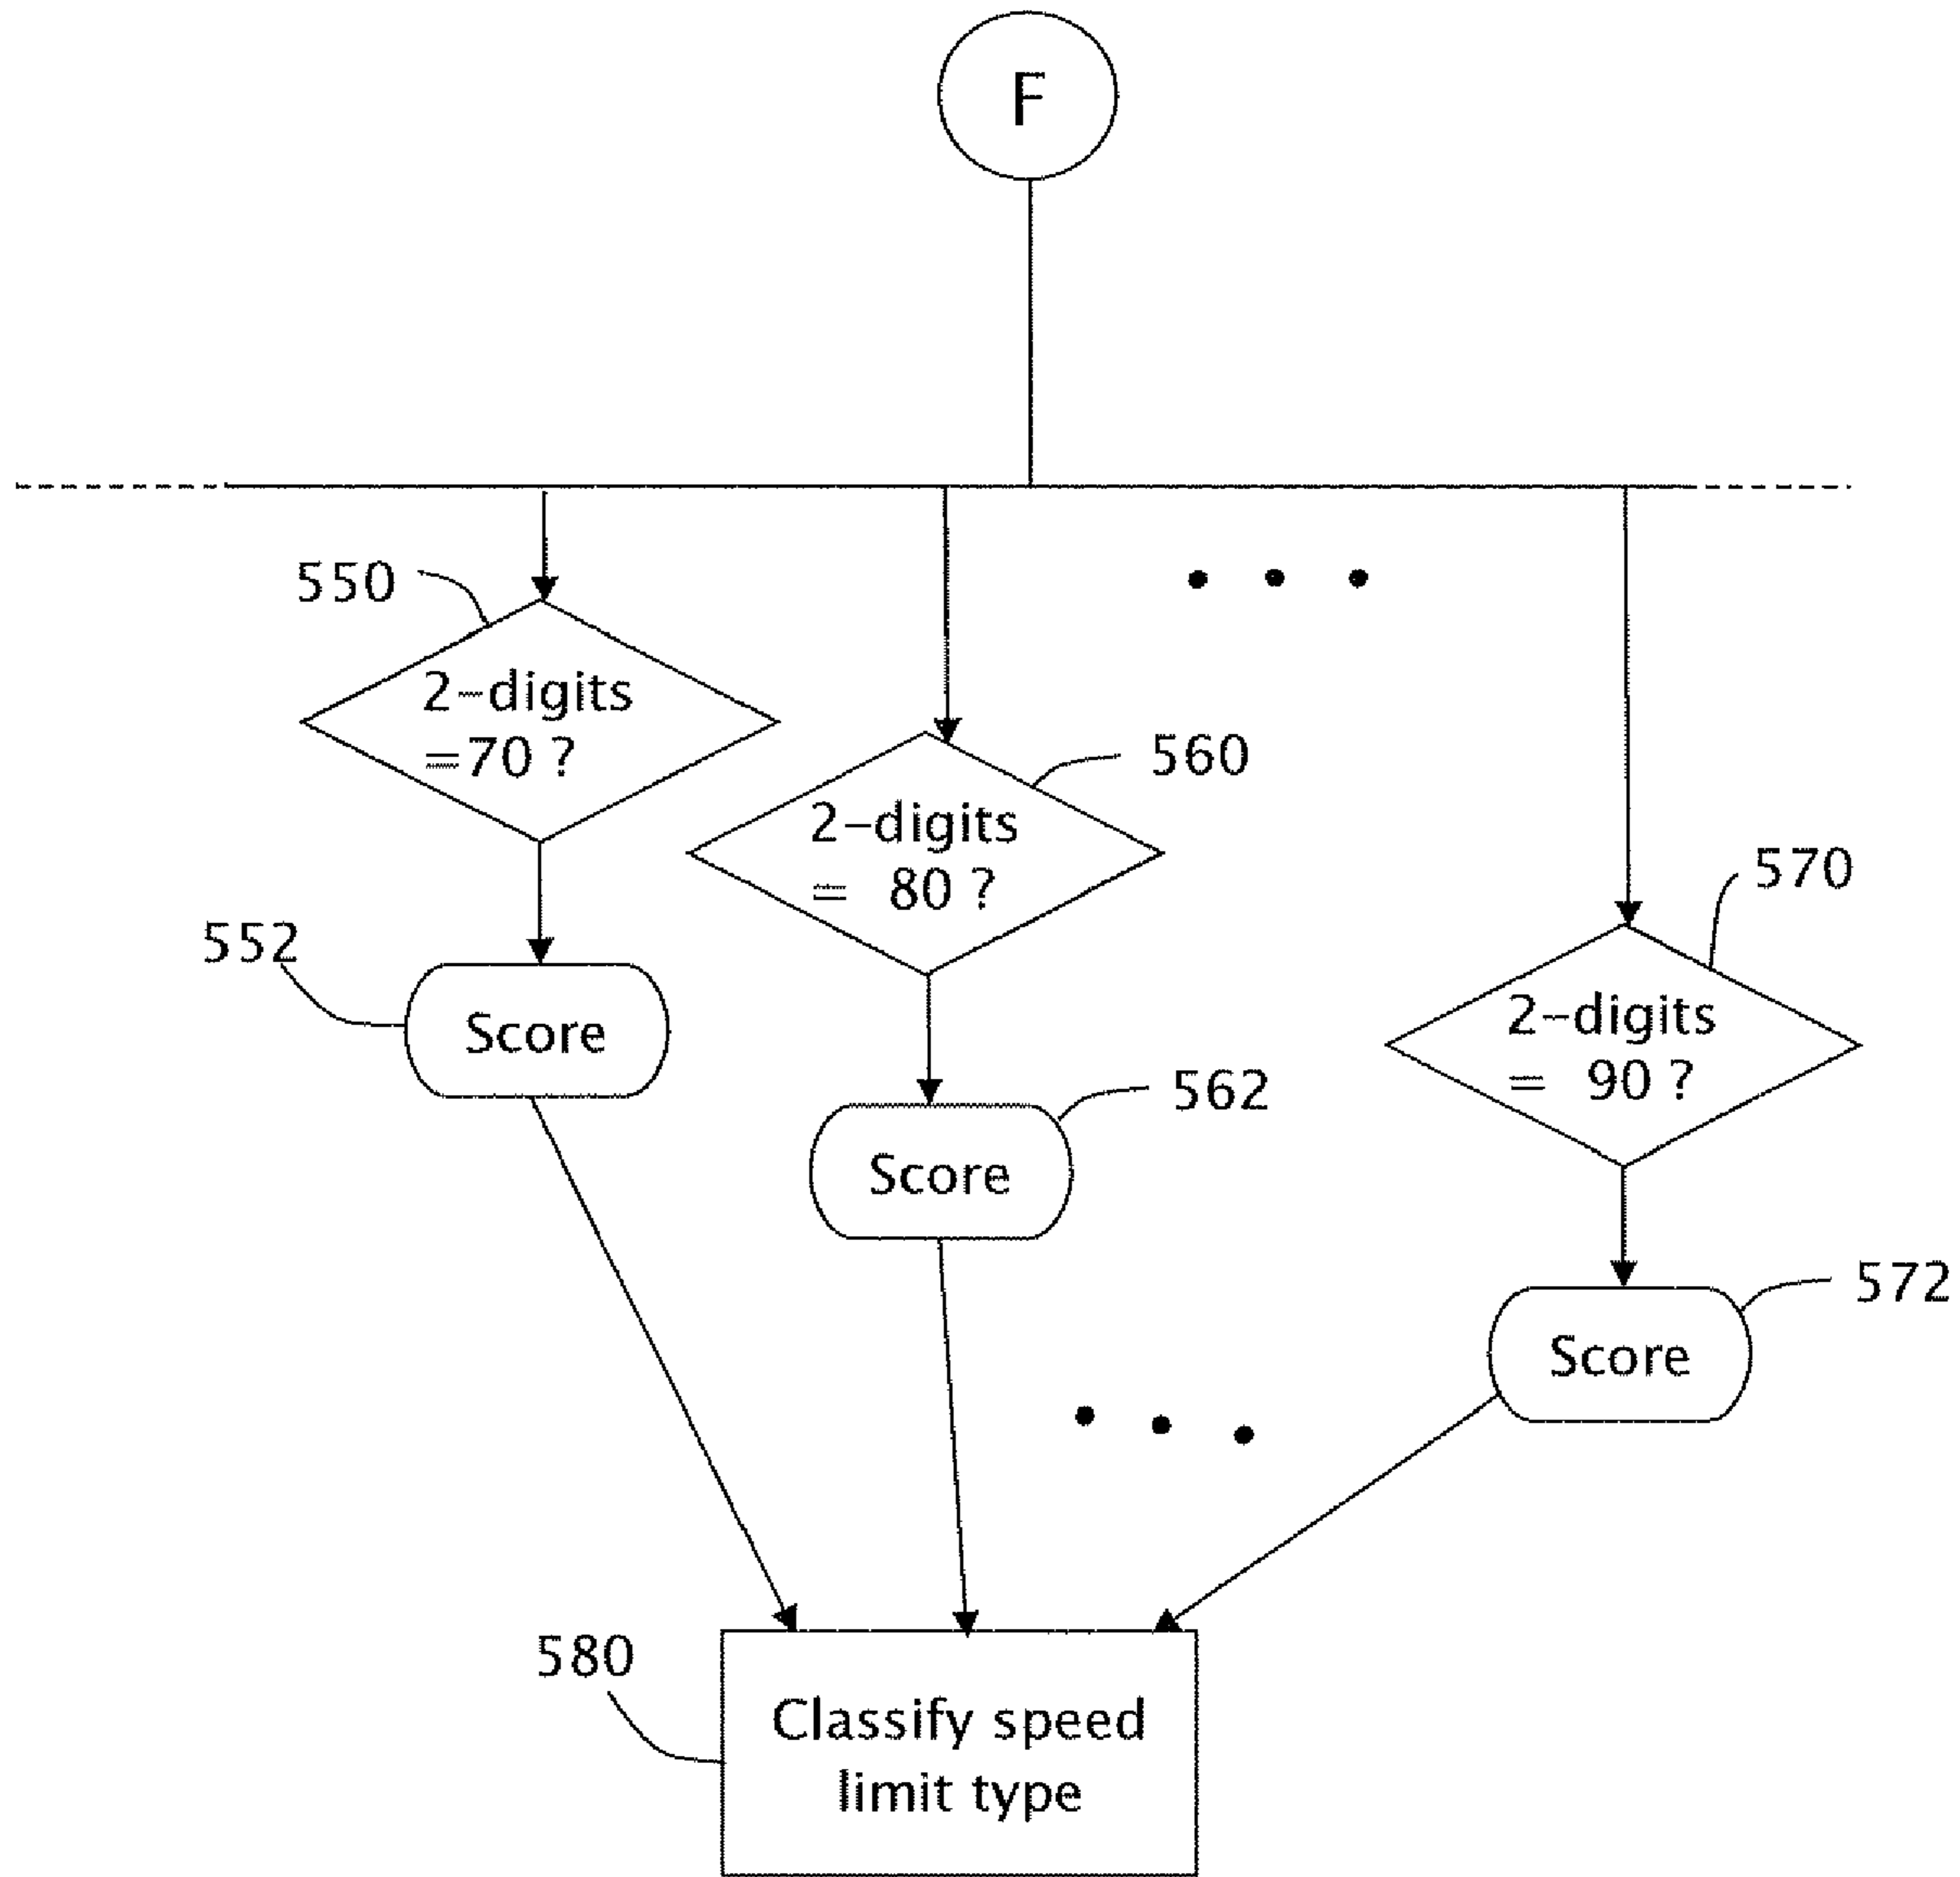 F
550
2-digits
=70 ?
560
2-digits
= 80 ?
570
2-digits
= 90 ?
552
Score
562
Score
572
Score
580
Classify speed
limit type